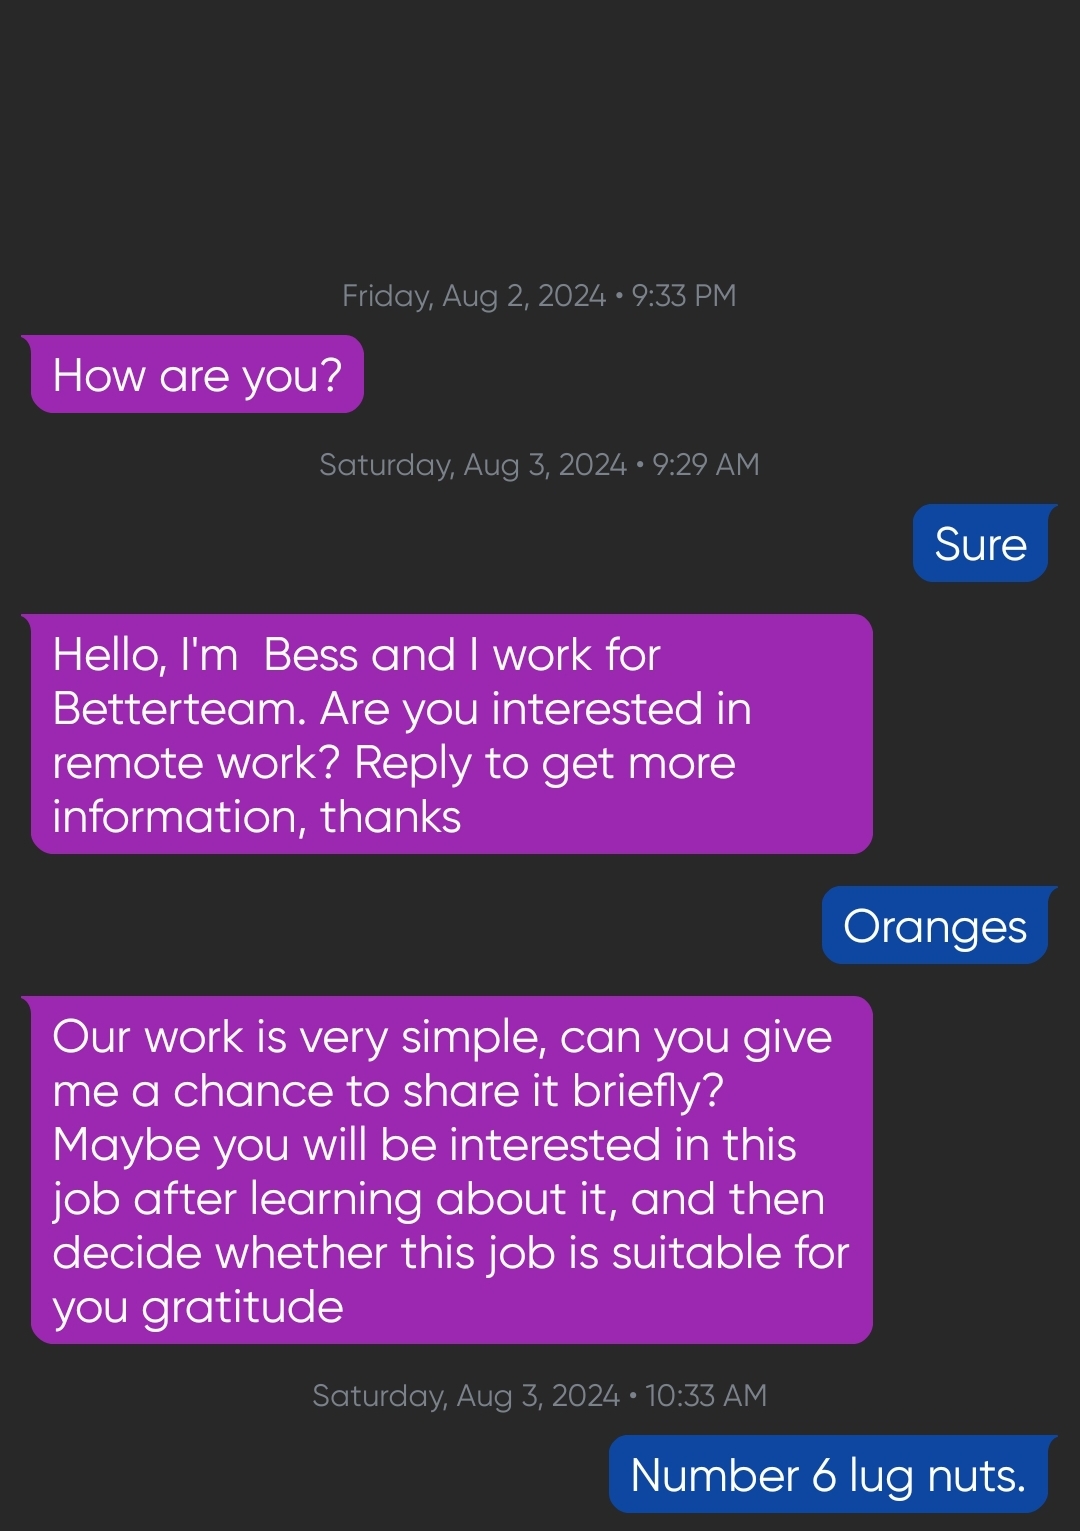 Friday, Aug 2, 2024 • 9:33 PM
How are you?
Saturday, Aug 3, 2024 • 9:29 AM
Sure
Hello, I'm  Bess and I work for
Betterteam. Are you interested in
remote work? Reply to get more
information, thanks
Oranges
Our work is very simple, can you give
me a chance to share it briefly?
Maybe you will be interested in this
job after learning about it, and then
decide whether this job is suitable for
you gratitude
Saturday, Aug 3, 2024 • 10:33 AM
Number 6 lug nuts.